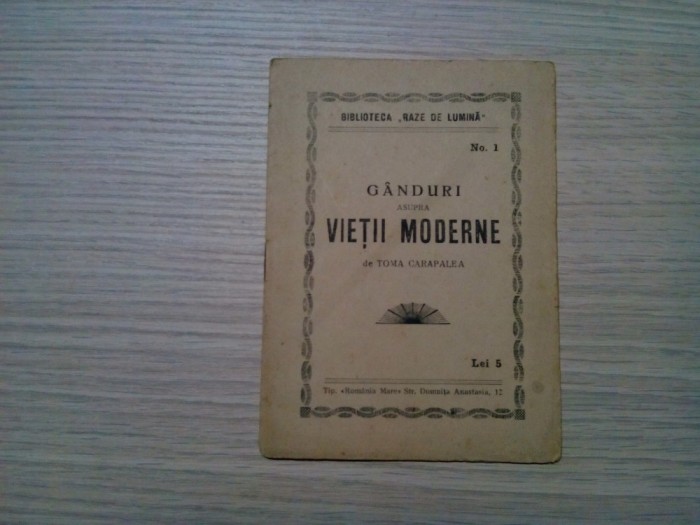 BIBLIOTECA „RAZE DE LUMINĂ"
No. 1
GÂNDURI
ASUPRA
VIEȚII MODERNE
de TOMA CARAPALEA
Lei 5
Tip. «România Mare» Str. Domnița Anastasia, 12